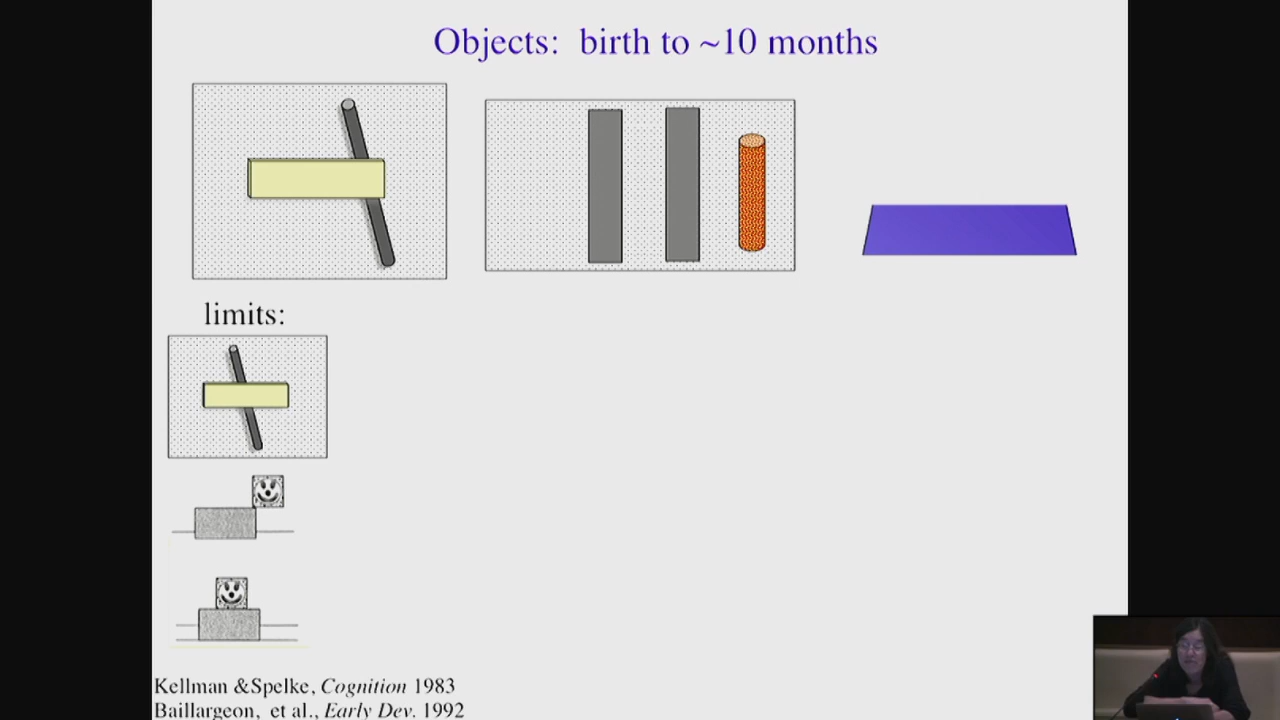 Objects: birth to ~10 months
limits:
Kellman &Spelke, Cognition 1983
Baillargeon, et al., Early Dev. 1992